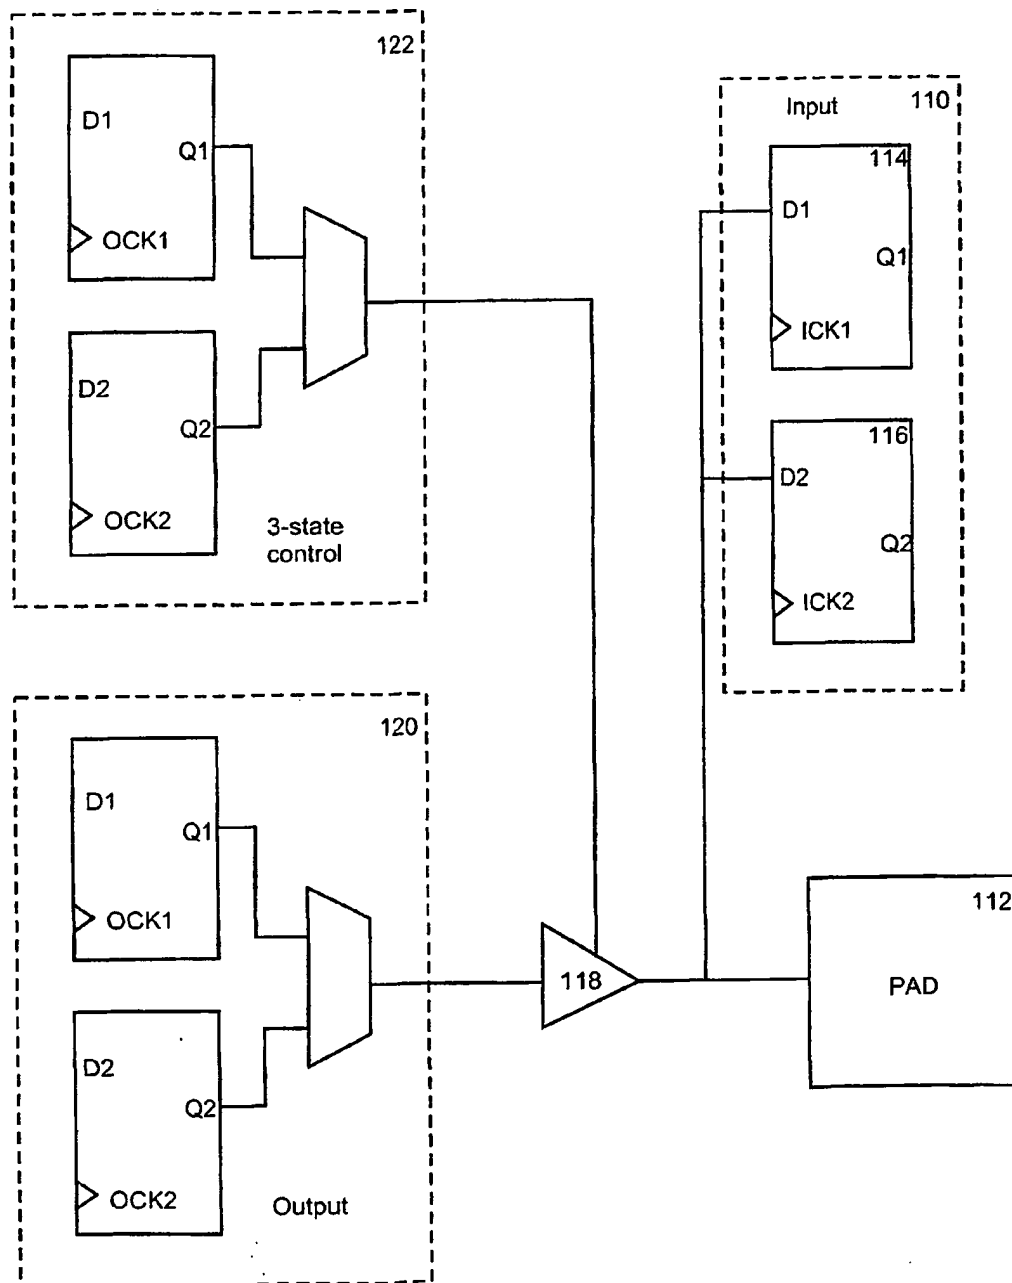 122
D1
Q1
OCK1
D2
Q2
OCK2
3-state
control
Input
110
114
D1
Q1
ICK1
116
D2
Q2
ICK2
120
D1
Q1
OCK1
D2
Q2
OCK2
Output
118
112
PAD